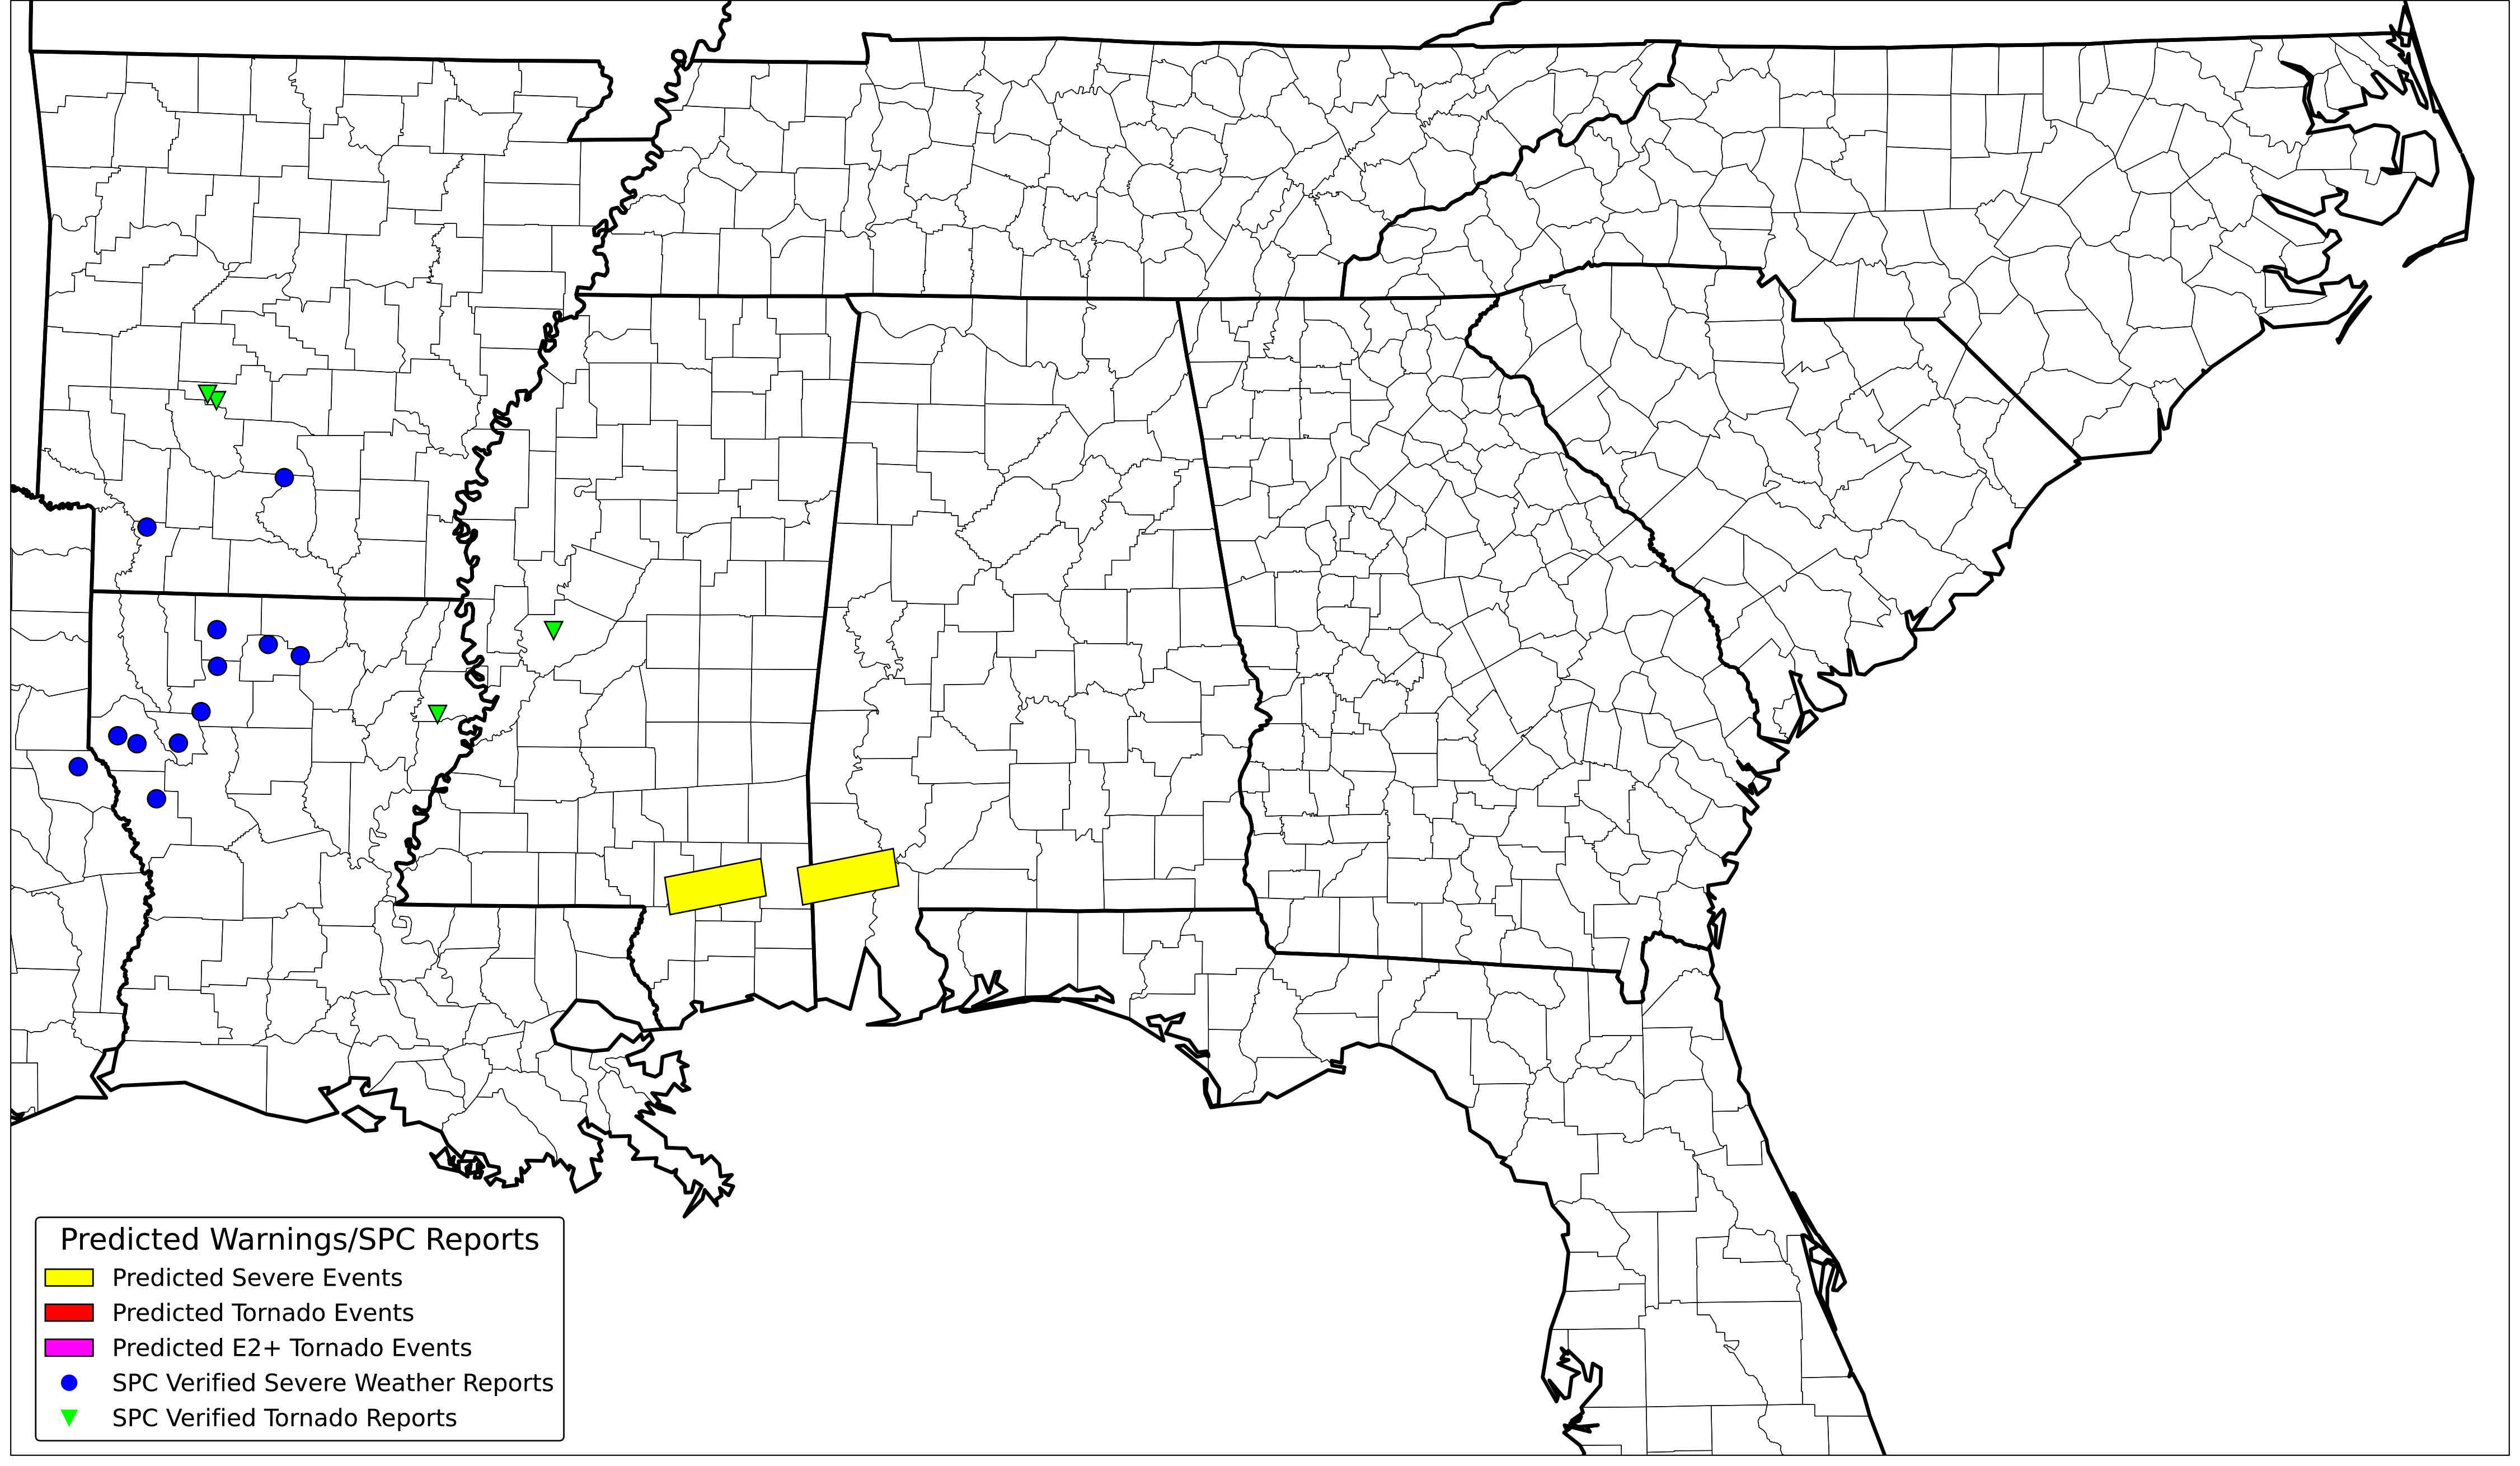 Predicted Warnings/SPC Reports
Predicted Severe Events
Predicted Tornado Events
Predicted E2+ Tornado Events
SPC Verified Severe Weather Reports
SPC Verified Tornado Reports